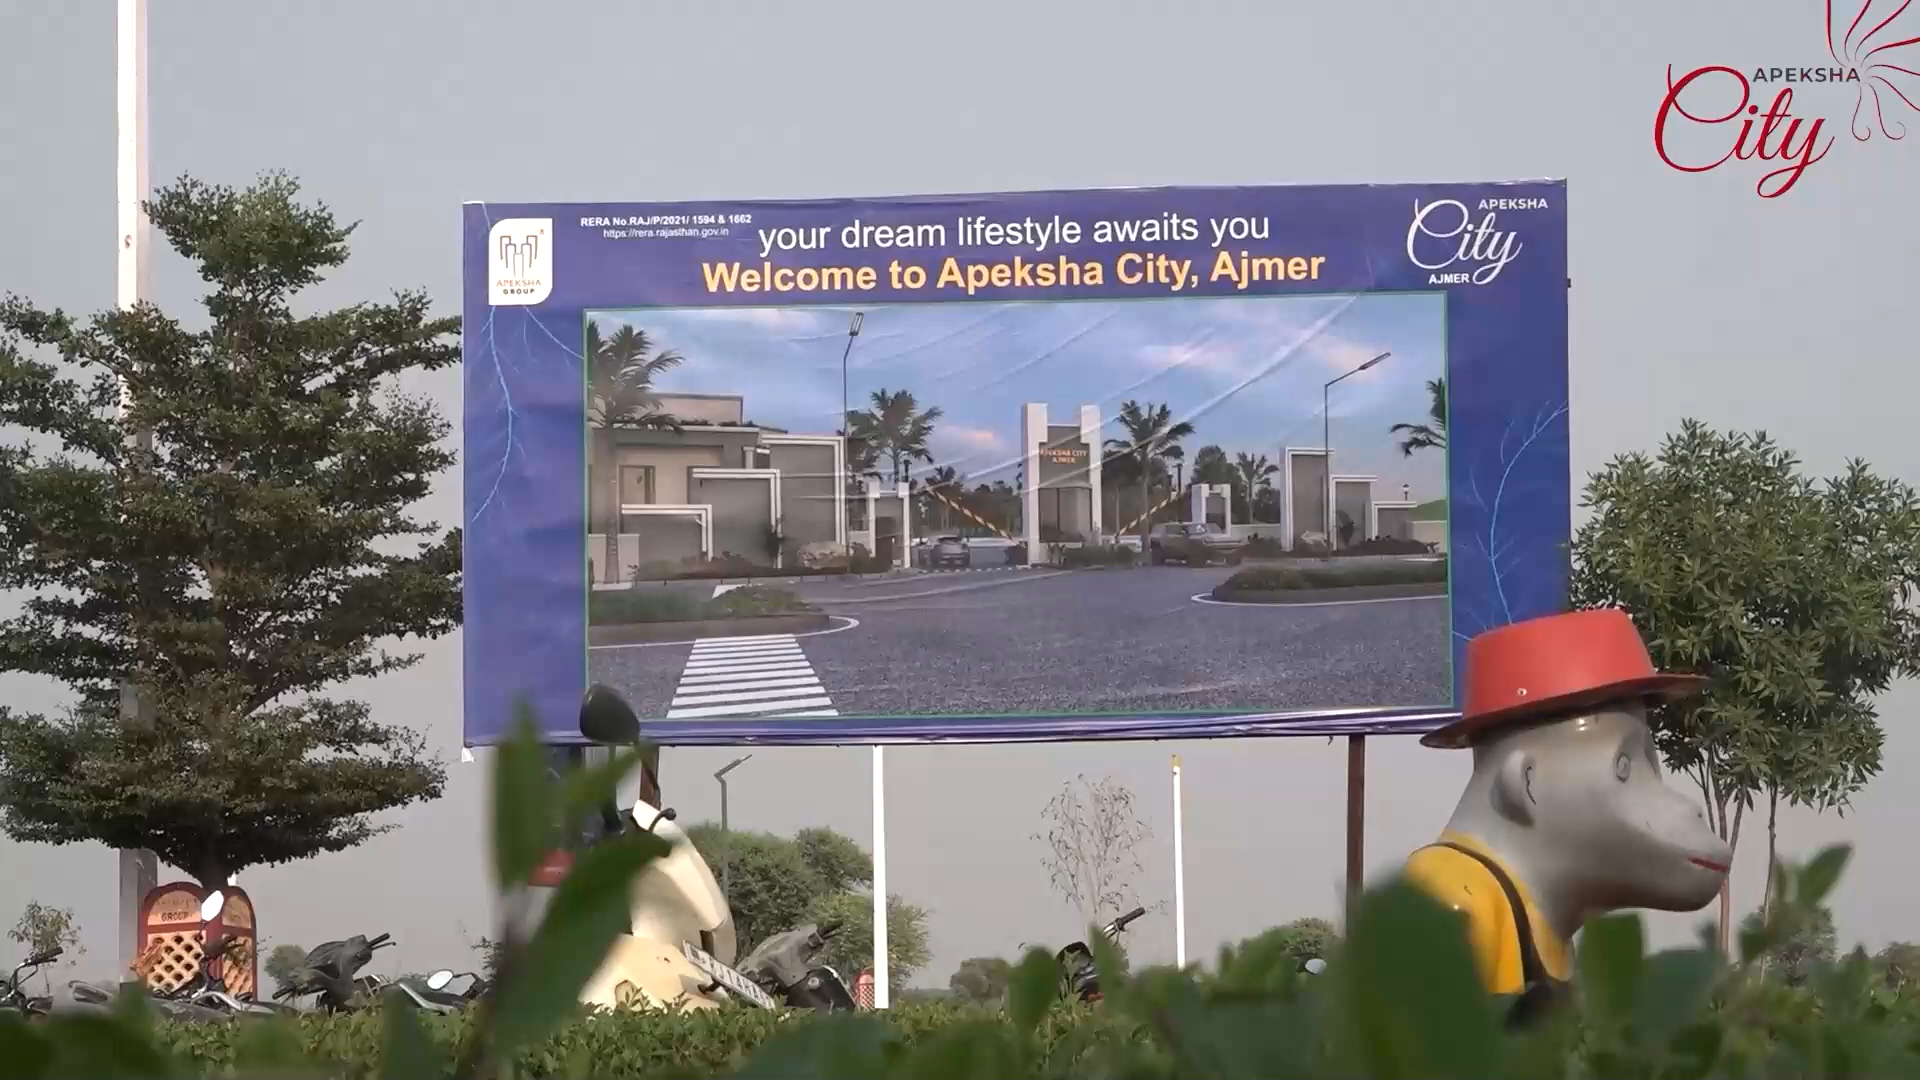 APEKSHA
City
RERA No.RAJ/P/2021/ 1594 & 1662
https://rera.rajasthan.gov.in
your dream lifestyle awaits you
Welcome to Apeksha City, Ajmer
APEKSHA
GROUP
APEKSHA
City
AJMER
APEKSHA CITY
AJMER
GROUP